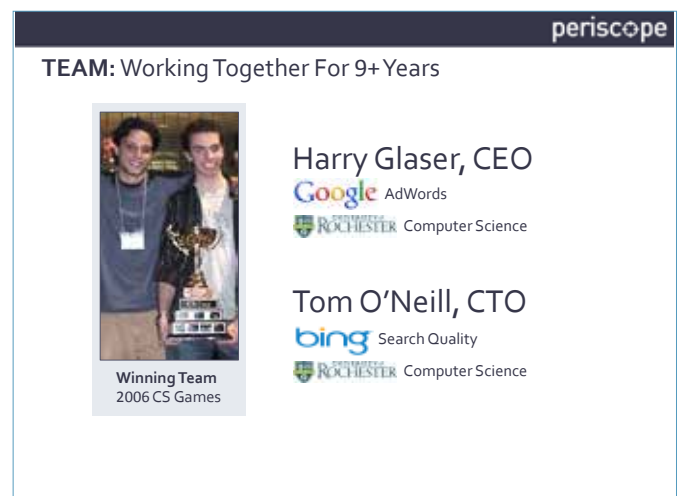 periscope
TEAM: Working Together For 9+ Years
Harry Glaser, CEO
Google AdWords
ROCHESTER Computer Science
Tom O’Neill, CTO
bing Search Quality
ROCHESTER Computer Science
Winning Team
2006 CS Games